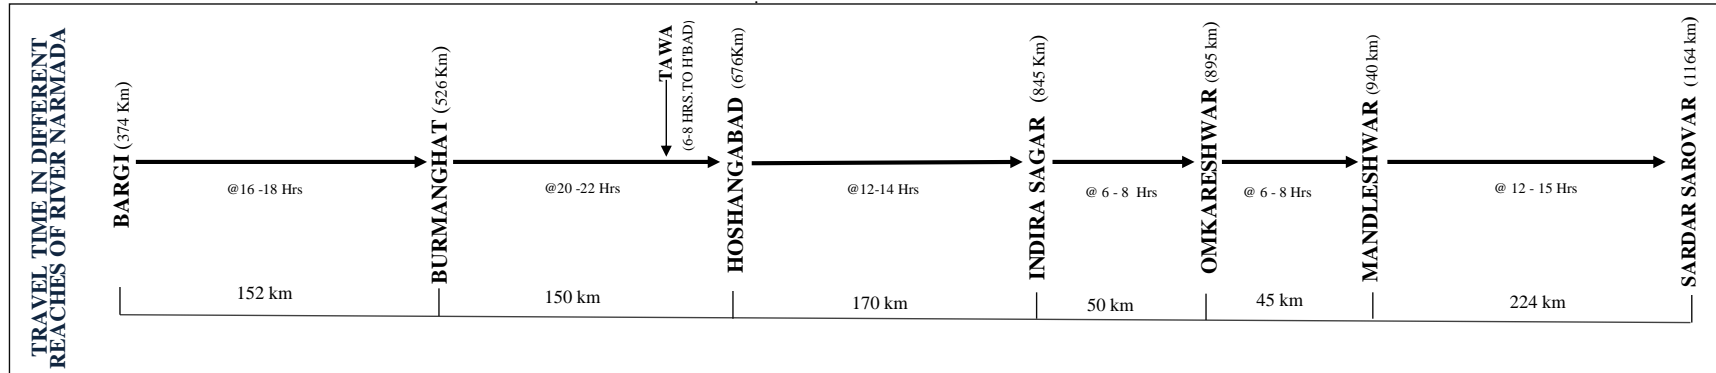 TRAVEL TIME IN DIFFERENT
REACHES OF RIVER NARMADA
BARGI (374 Km)
@16 -18 Hrs
152 km
BURMANGHAT (526 Km)
@20 -22 Hrs
150 km
TAWA
(6-8 HRS.TO H'BAD)
HOSHANGABAD (676Km)
@12-14 Hrs
170 km
INDIRA SAGAR (845 Km)
@ 6 - 8 Hrs
50 km
OMKARESHWAR (895 km)
@ 6 - 8 Hrs
45 km
MANDLESHWAR (940 km)
@ 12 - 15 Hrs
224 km
SARDAR SAROVAR (1164 km)